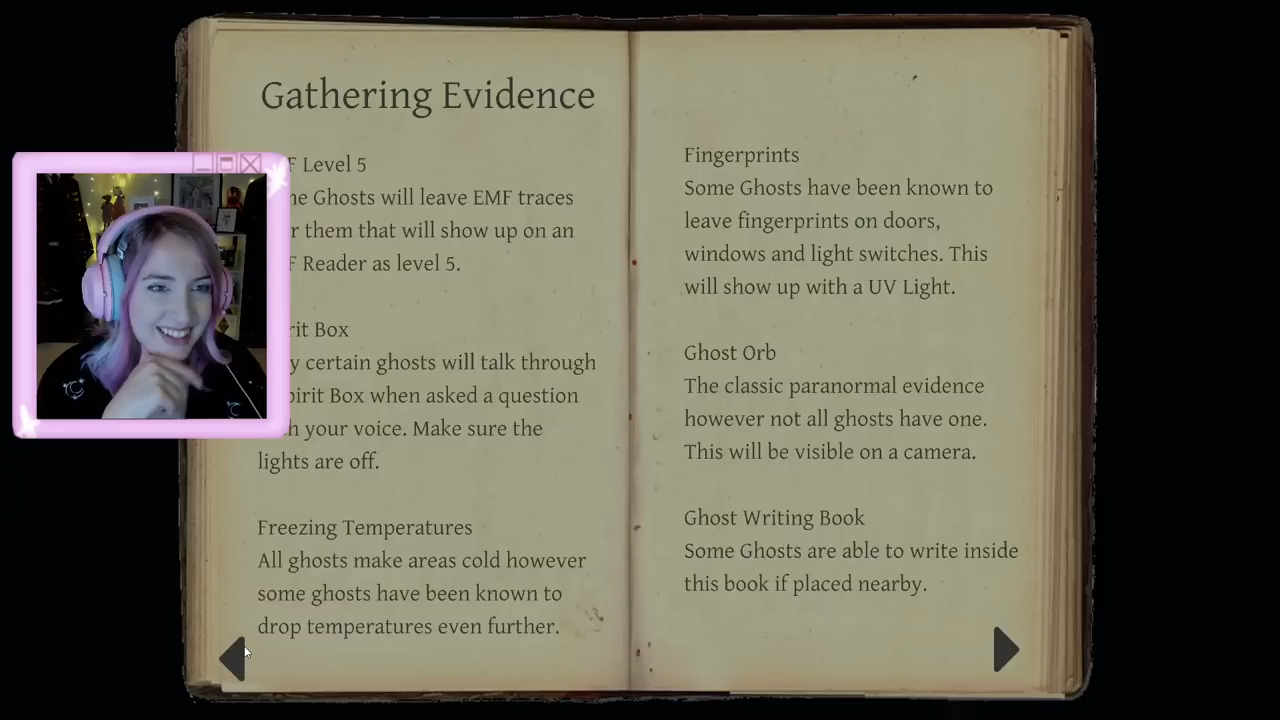 Gathering Evidence
F Level 5
ne Ghosts will leave EMF traces
r them that will show up on an
F Reader as level 5.
rit Box
y certain ghosts will talk through
pirit Box when asked a question
h your voice. Make sure the
lights are off.
Freezing Temperatures
All ghosts make areas cold however
some ghosts have been known to
drop temperatures even further.
Fingerprints
Some Ghosts have been known to
leave fingerprints on doors,
windows and light switches. This
will show up with a UV Light.
Ghost Orb
The classic paranormal evidence
however not all ghosts have one.
This will be visible on a camera.
Ghost Writing Book
Some Ghosts are able to write inside
this book if placed nearby.